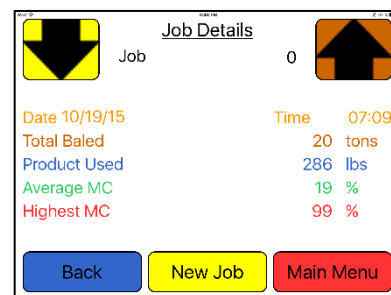 Job Details
Job 0
Date 10/19/15 Time 07:09
Total Baled 20 tons
Product Used 286 lbs
Average MC 19 %
Highest MC 99 %
Back New Job Main Menu